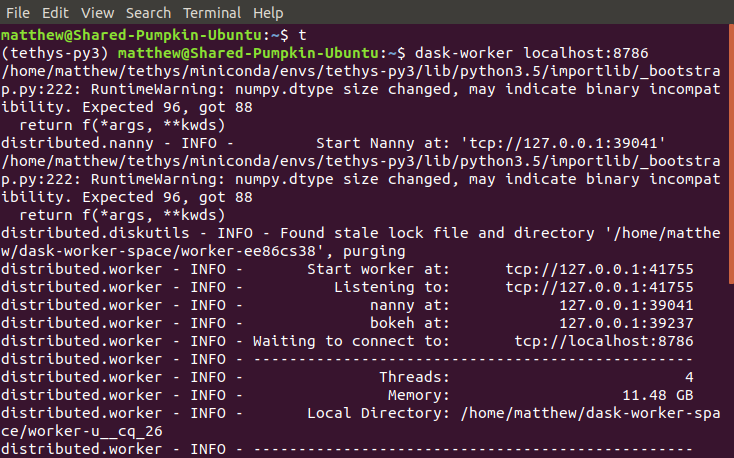 File Edit View Search Terminal Help
matthew@Shared-Pumpkin-Ubuntu:~$ t
(tethys-py3) matthew@Shared-Pumpkin-Ubuntu:~$ dask-worker localhost:8786
/home/matthew/tethys/miniconda/envs/tethys-py3/lib/python3.5/importlib/_bootstra
p.py:222: RuntimeWarning: numpy.dtype size changed, may indicate binary incompat
ibility. Expected 96, got 88
  return f(*args, **kwds)
distributed.nanny - INFO -         Start Nanny at: 'tcp://127.0.0.1:39041'
/home/matthew/tethys/miniconda/envs/tethys-py3/lib/python3.5/importlib/_bootstra
p.py:222: RuntimeWarning: numpy.dtype size changed, may indicate binary incompat
ibility. Expected 96, got 88
  return f(*args, **kwds)
distributed.diskutils - INFO - Found stale lock file and directory '/home/matthe
w/dask-worker-space/worker-ee86cs38', purging
distributed.worker - INFO -       Start worker at:      tcp://127.0.0.1:41755
distributed.worker - INFO -          Listening to:      tcp://127.0.0.1:41755
distributed.worker - INFO -              nanny at:            127.0.0.1:39041
distributed.worker - INFO -              bokeh at:            127.0.0.1:39237
distributed.worker - INFO - Waiting to connect to:       tcp://localhost:8786
distributed.worker - INFO - -------------------------------------------------
distributed.worker - INFO -               Threads:                          4
distributed.worker - INFO -                Memory:                   11.48 GB
distributed.worker - INFO -       Local Directory: /home/matthew/dask-worker-spa
ce/worker-u__cq_26
distributed.worker - INFO - -------------------------------------------------